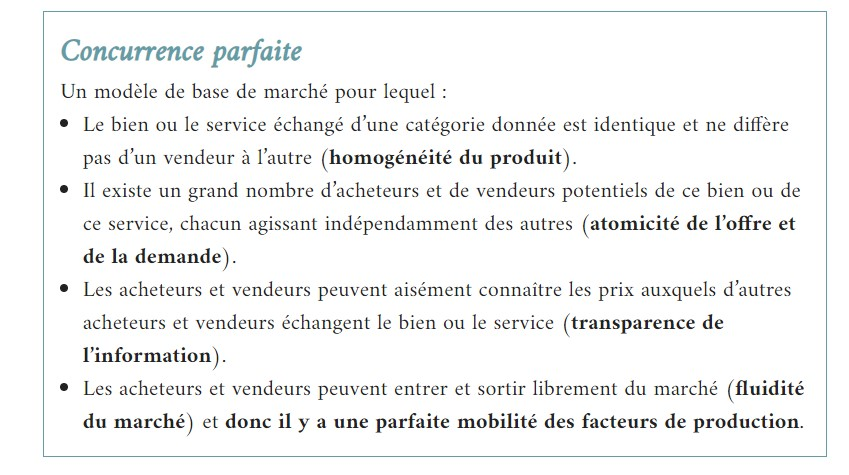 Concurrence parfaite
Un modèle de base de marché pour lequel :
• Le bien ou le service échangé d’une catégorie donnée est identique et ne diffère
pas d’un vendeur à l’autre (homogénéité du produit).
• Il existe un grand nombre d’acheteurs et de vendeurs potentiels de ce bien ou de
ce service, chacun agissant indépendamment des autres (atomicité de l’offre et
de la demande).
• Les acheteurs et vendeurs peuvent aisément connaître les prix auxquels d’autres
acheteurs et vendeurs échangent le bien ou le service (transparence de
l’information).
• Les acheteurs et vendeurs peuvent entrer et sortir librement du marché (fluidité
du marché) et donc il y a une parfaite mobilité des facteurs de production.